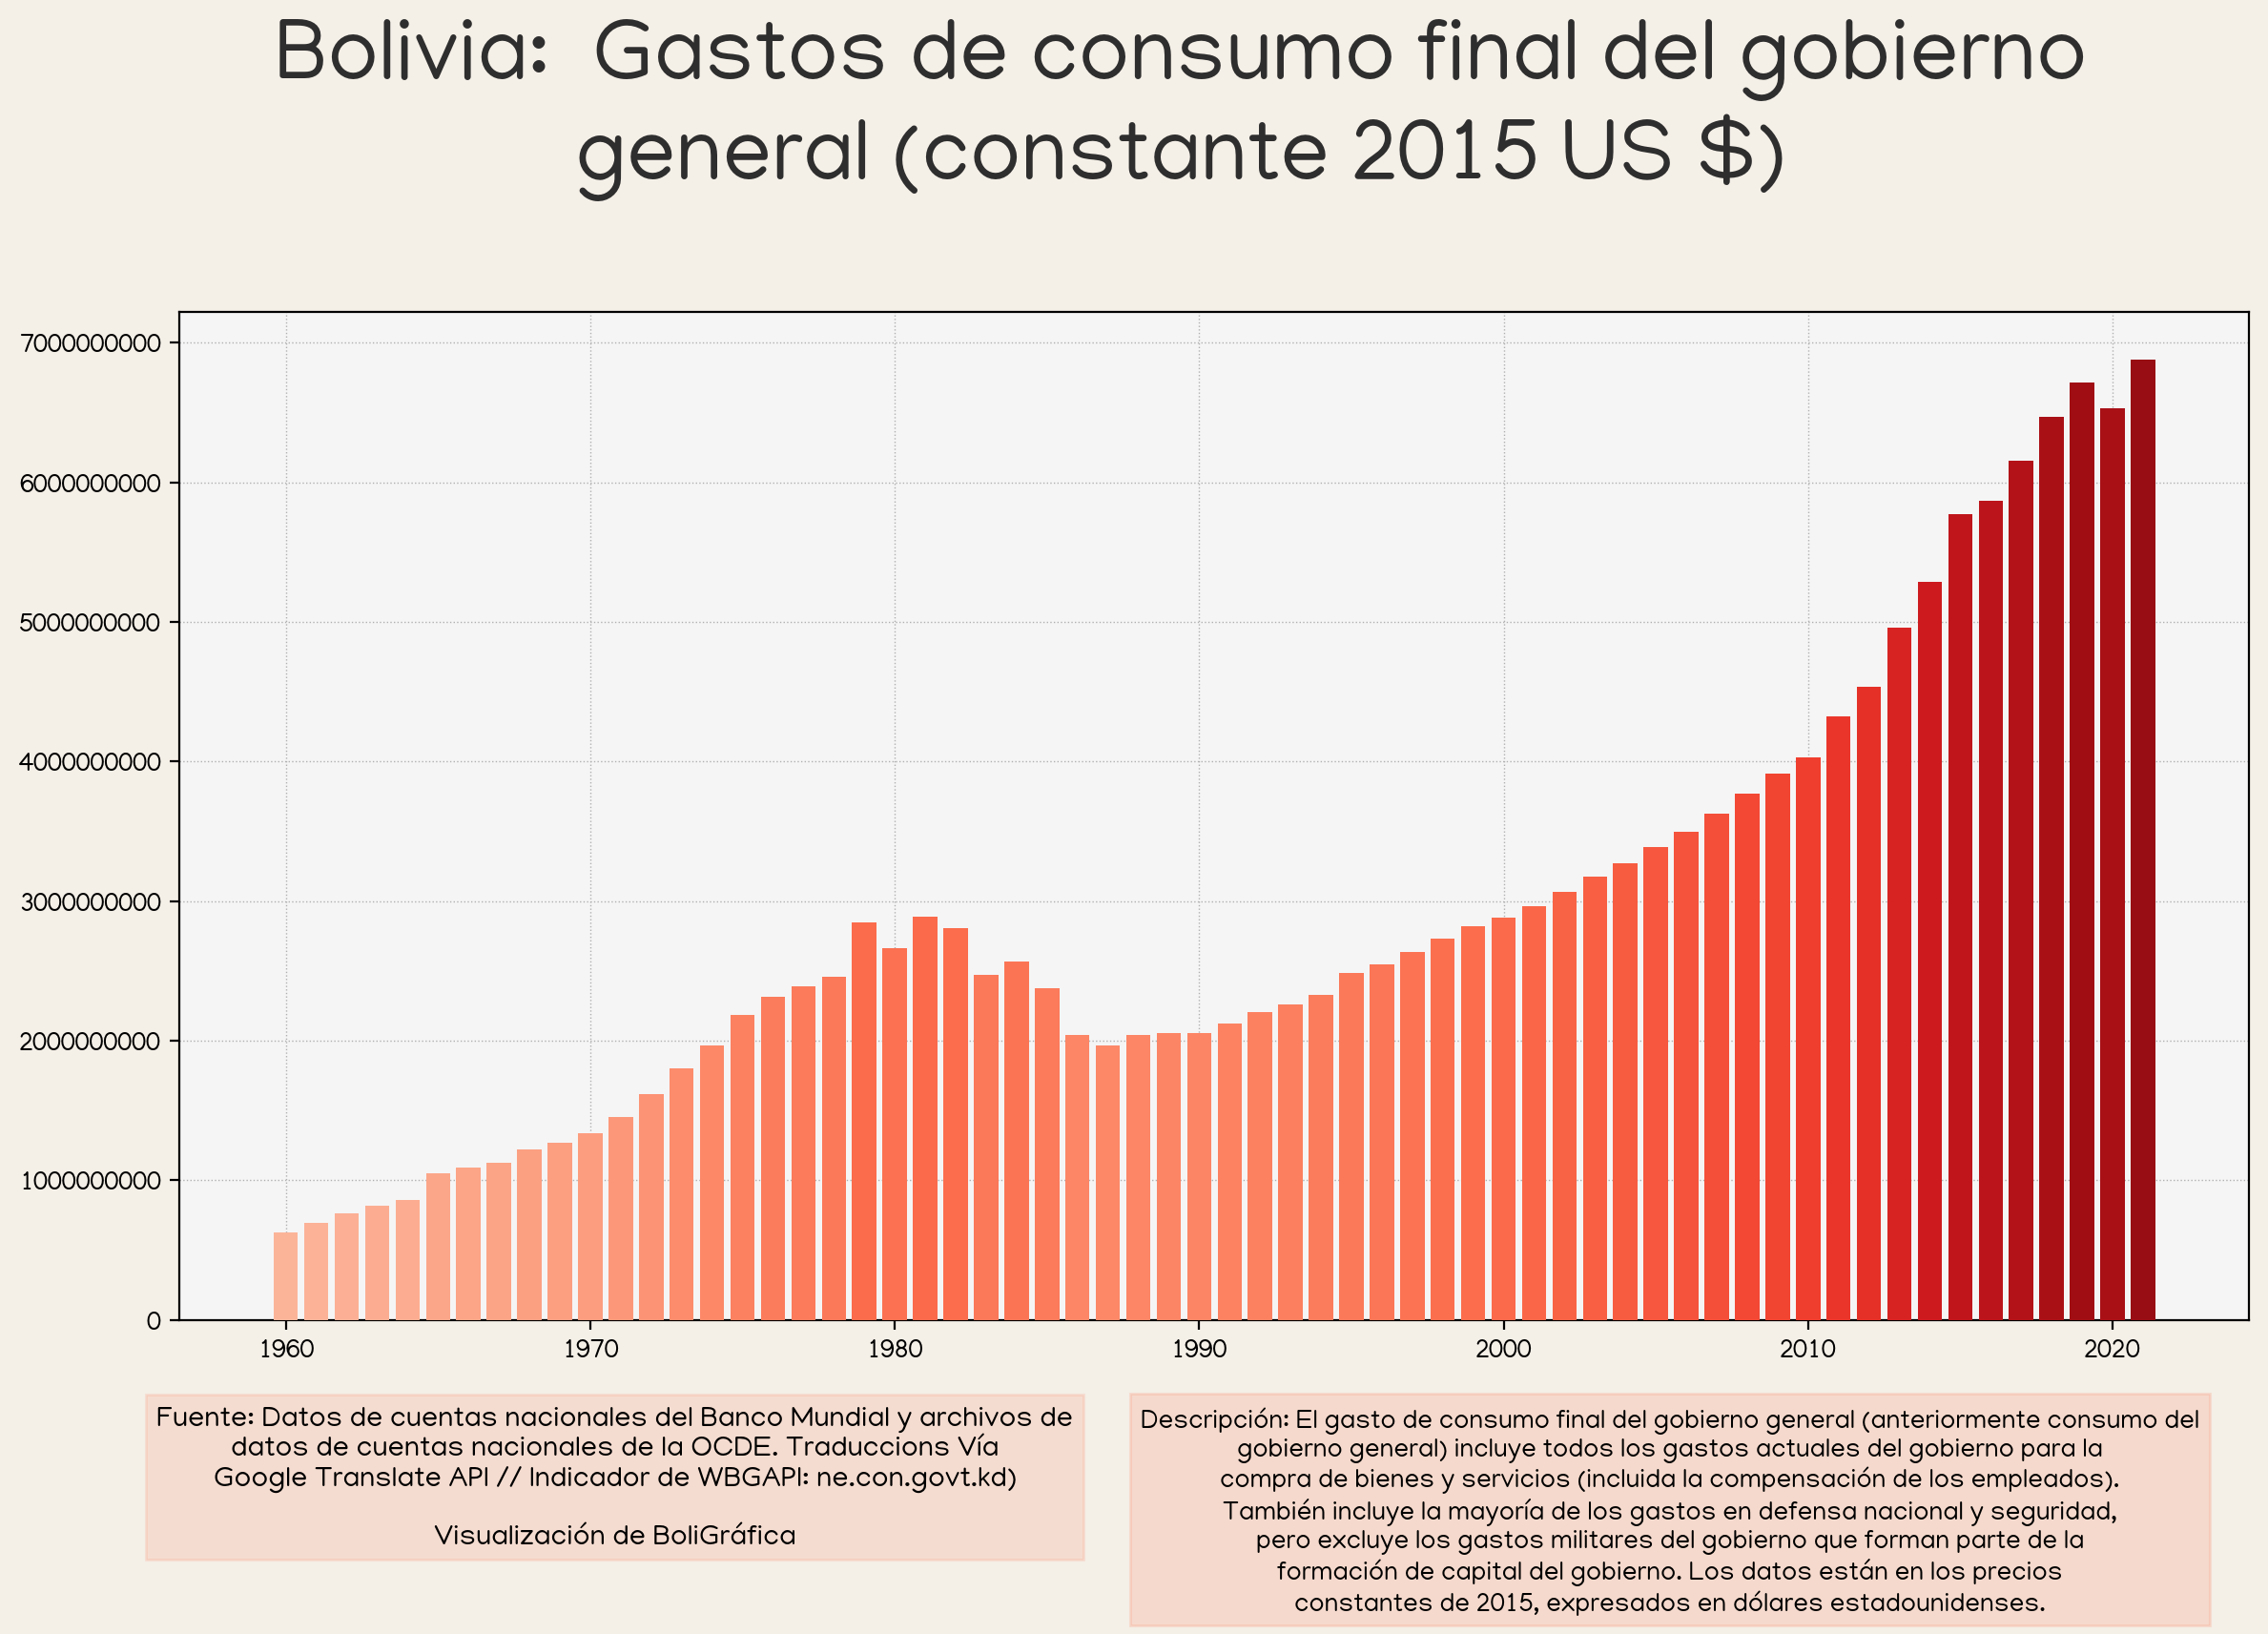 Bolivia:  Gastos de consumo final del gobierno
general (constante 2015 US $)
7000000000
6000000000
5000000000
4000000000
3000000000
2000000000
1000000000
0
1960
1970
1980
1990
2000
2010
2020
Fuente: Datos de cuentas nacionales del Banco Mundial y archivos de
datos de cuentas nacionales de la OCDE. Traduccions Vía
Google Translate API // Indicador de WBGAPI: ne.con.govt.kd)
Visualización de BoliGráfica
Descripción: El gasto de consumo final del gobierno general (anteriormente consumo del
gobierno general) incluye todos los gastos actuales del gobierno para la
compra de bienes y servicios (incluida la compensación de los empleados).
También incluye la mayoría de los gastos en defensa nacional y seguridad,
pero excluye los gastos militares del gobierno que forman parte de la
formación de capital del gobierno. Los datos están en los precios
constantes de 2015, expresados en dólares estadounidenses.